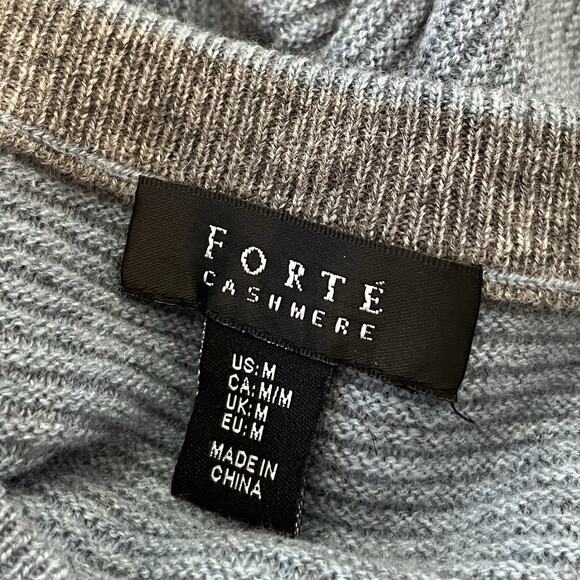 FORTÉ
CASHMERE
US:M
CA:M/M
UK:M
EU:M
MADE IN
CHINA